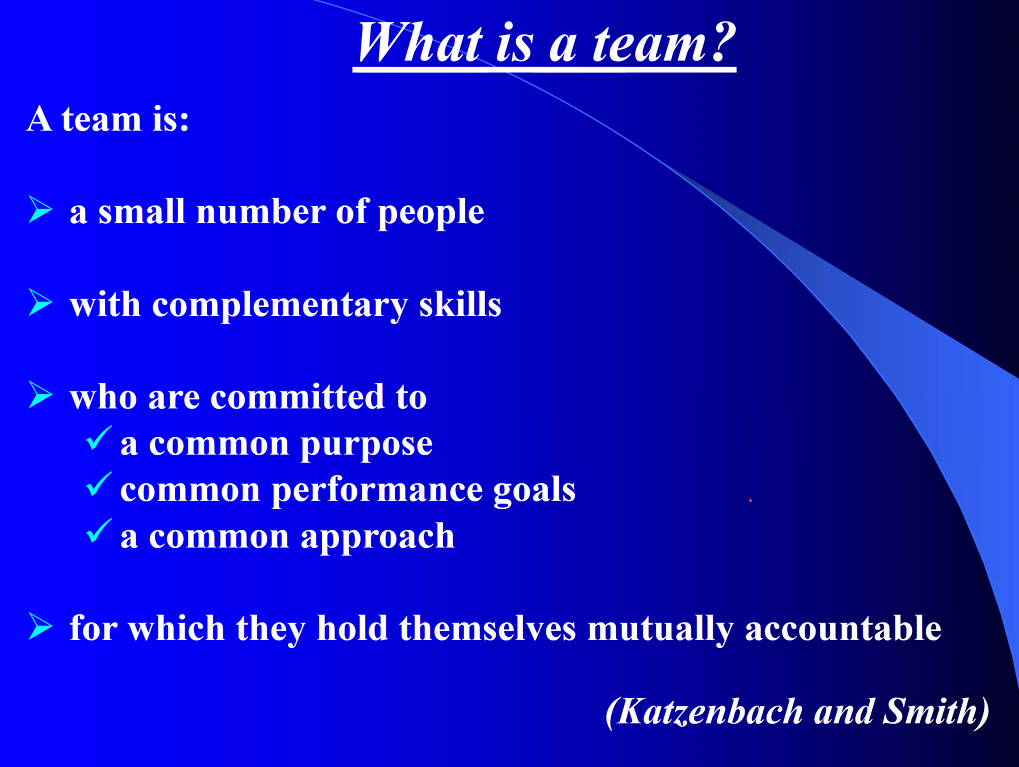 What is a team?
A team is:
a small number of people
with complementary skills
who are committed to
a common purpose
common performance goals
a common approach
for which they hold themselves mutually accountable
(Katzenbach and Smith)